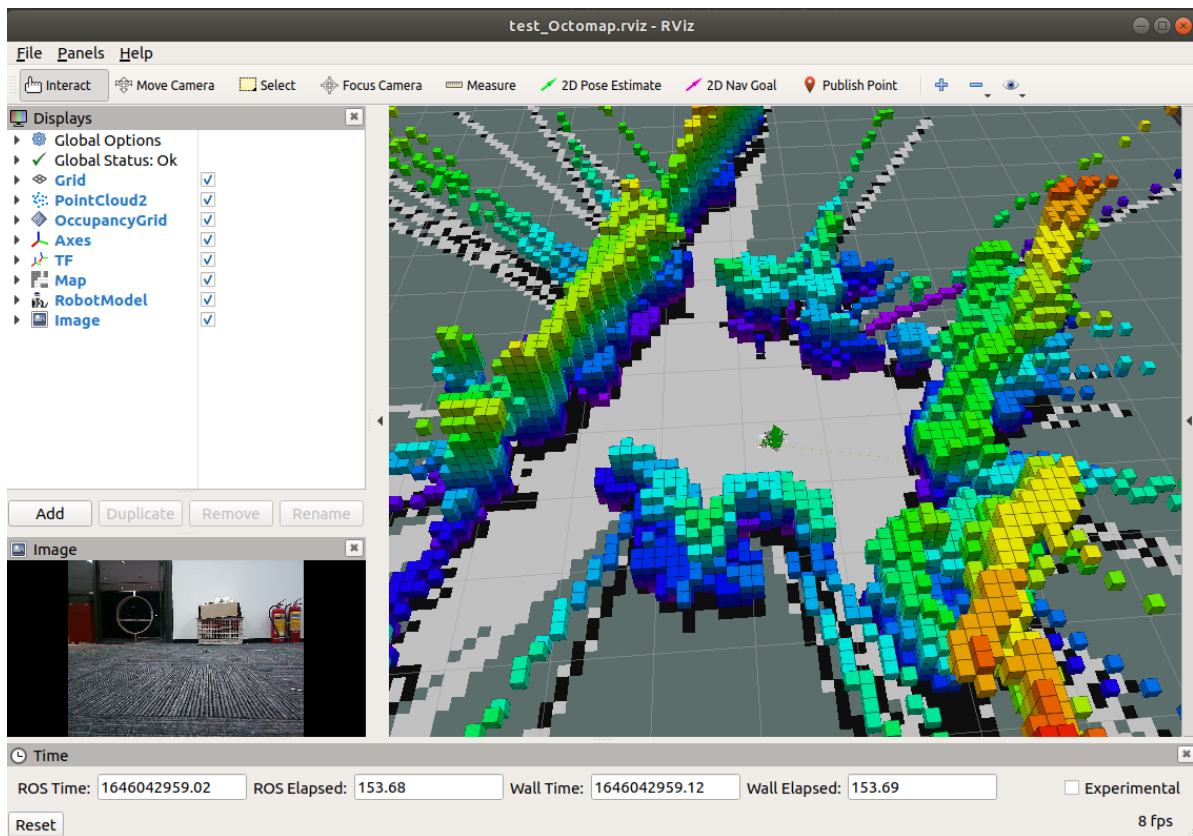 test_Octomap.rviz - RViz
File Panels Help
Interact Move Camera Select Focus Camera Measure 2D Pose Estimate 2D Nav Goal Publish Point
Displays
Global Options
Global Status: Ok
Grid
PointCloud2
OccupancyGrid
Axes
TF
Map
RobotModel
Image
Add Duplicate Remove Rename
Image
Time
ROS Time: 1646042959.02 ROS Elapsed: 153.68 Wall Time: 1646042959.12 Wall Elapsed: 153.69 Experimental
Reset 8 fps